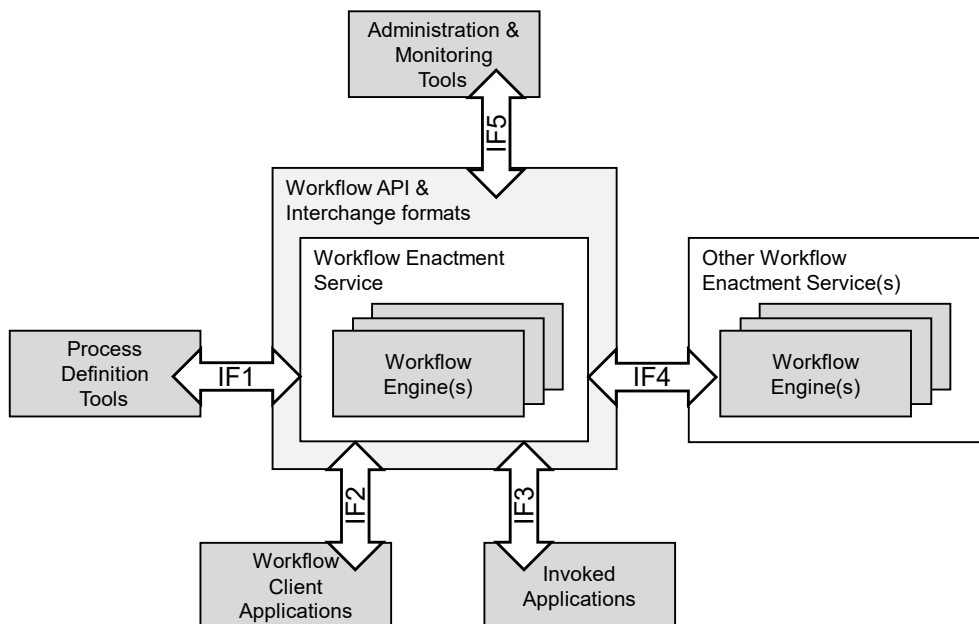 Administration &
Monitoring
Tools
IF5
Workflow API &
Interchange formats
Workflow Enactment
Service
Workflow
Engine(s)
Other Workflow
Enactment Service(s)
Workflow
Engine(s)
Process
Definition
Tools
IF1
IF4
IF2
IF3
Workflow
Client
Applications
Invoked
Applications